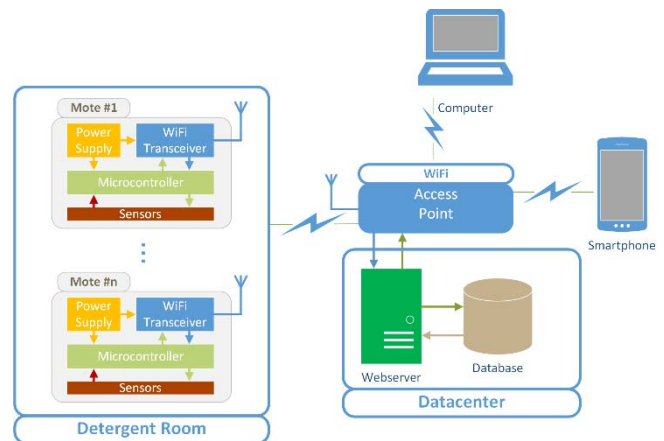 Mote #1
Power
Supply
WiFi
Transceiver
Microcontroller
Sensors
Mote #n
Power
Supply
WiFi
Transceiver
Microcontroller
Sensors
Detergent Room
Computer
WiFi
Access
Point
Smartphone
Webserver
Database
Datacenter